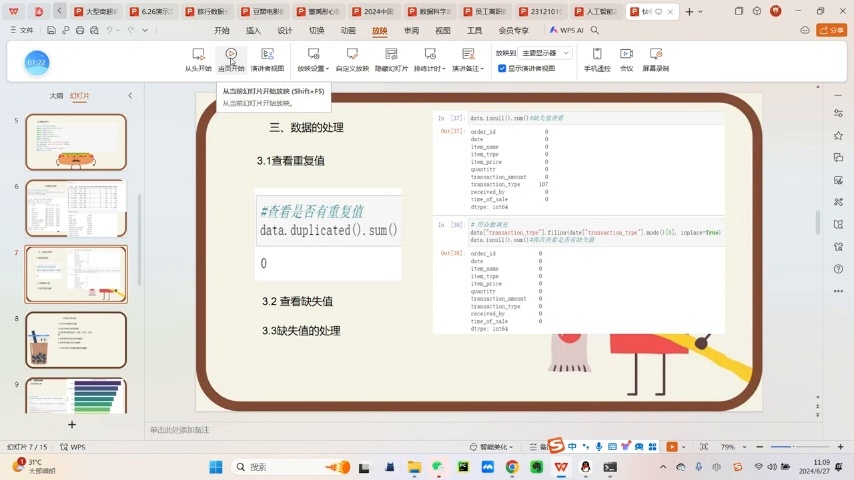 大型商超
6.26演示文
旅行数据分
豆瓣电影
董禹彤心
2024中国
数据科学
员工离职
23121010
人工智能
快餐
文件
开始
插入
设计
切换
动画
放映
审阅
视图
工具
会员专享
WPS AI
分享
01:22
从头开始
当页开始
演讲者视图
放映设置
自定义放映
隐藏幻灯片
排练计时
演讲备注
放映到
主要显示器
显示演讲者视图
手机遥控
会议
屏幕录制
从当前幻灯片开始放映 (Shift+F5)
从当前幻灯片开始放映。
大纲
幻灯片
5
6
7
8
9
三、数据的处理
3.1查看重复值
#查看是否有重复值
data.duplicated().sum()
0
3.2 查看缺失值
3.3缺失值的处理
In [37]: data.isnull().sum()#缺失值查看
Out[37]: order_id 0
date 0
item_name 0
item_type 0
item_price 0
quantity 0
transaction_amount 0
transaction_type 107
received_by 0
time_of_sale 0
dtype: int64
In [38]: # 用众数填充
data["transaction_type"].fillna(data["transaction_type"].mode()[0], inplace=True)
data.isnull().sum()#再次查看是否有缺失值
Out[38]: order_id 0
date 0
item_name 0
item_type 0
item_price 0
quantity 0
transaction_amount 0
transaction_type 0
received_by 0
time_of_sale 0
dtype: int64
单击此处添加备注
幻灯片 7 / 15
WPS
智能美化
备注
中
79%
31°C
大部晴朗
搜索
11:09
2024/6/27